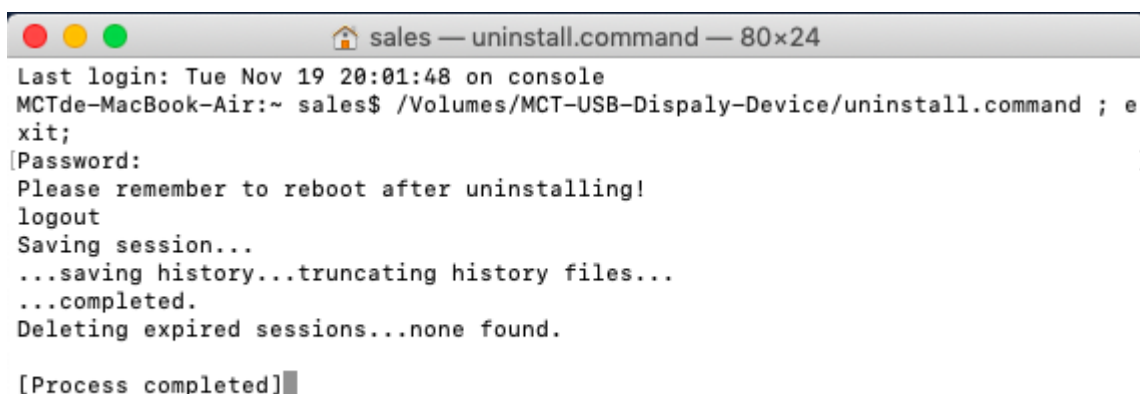 sales — uninstall.command — 80×24
Last login: Tue Nov 19 20:01:48 on console
MCTde-MacBook-Air:~ sales$ /Volumes/MCT-USB-Dispaly-Device/uninstall.command ; e
xit;
[Password:
Please remember to reboot after uninstalling!
logout
Saving session...
...saving history...truncating history files...
...completed.
Deleting expired sessions...none found.
[Process completed]